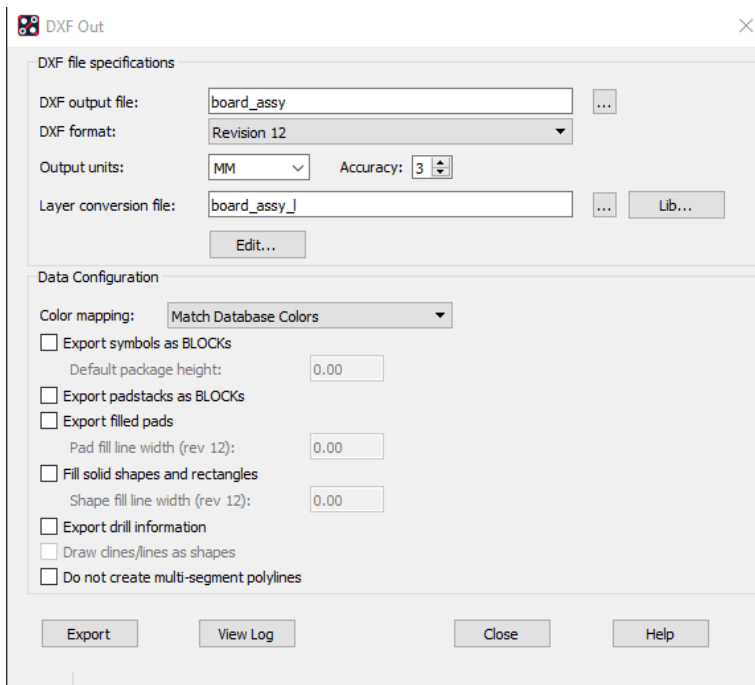 DXF Out
DXF file specifications
DXF output file: board_assy ...
DXF format: Revision 12
Output units: MM Accuracy: 3
Layer conversion file: board_assy_l ... Lib...
Edit...
Data Configuration
Color mapping: Match Database Colors
Export symbols as BLOCKs
Default package height: 0.00
Export padstacks as BLOCKs
Export filled pads
Pad fill line width (rev 12): 0.00
Fill solid shapes and rectangles
Shape fill line width (rev 12): 0.00
Export drill information
Draw clines/lines as shapes
Do not create multi-segment polylines
Export View Log Close Help